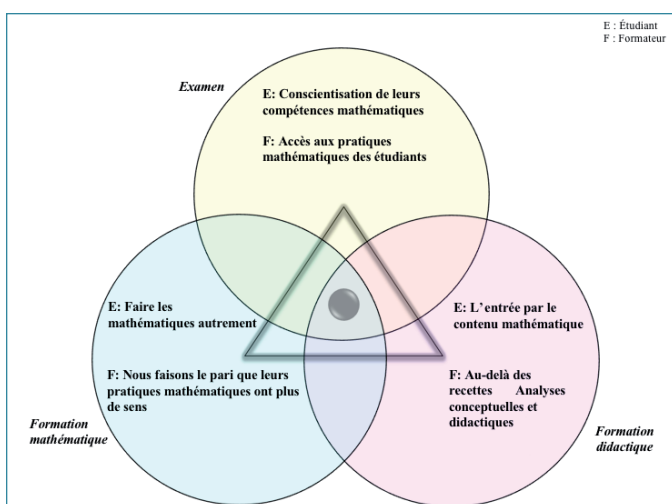 E : Étudiant
F : Formateur
Examen
E: Conscientisation de leurs
compétences mathématiques
F: Accès aux pratiques
mathématiques des étudiants
E: Faire les
mathématiques autrement
F: Nous faisons le pari que leurs
pratiques mathématiques ont plus
de sens
Formation
mathématique
E: L'entrée par le
contenu mathématique
F: Au-delà des
recettes Analyses
conceptuelles et
didactiques
Formation
didactique